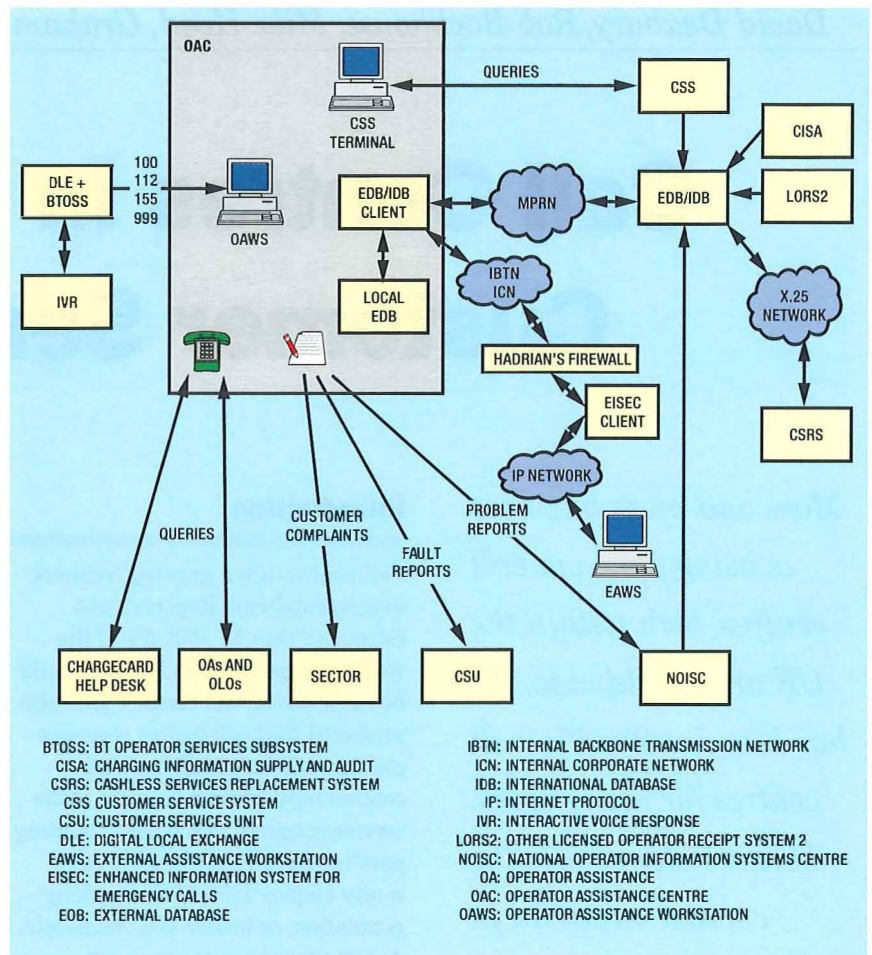 David Duxbury, Rob Backhouse, Mike Head, Graham
OAC
CSS
TERMINAL
QUERIES
CSS
CISA
DLE +
BTOSS
100
112
155
999
OAWS
EDB/IDB
CLIENT
MPRN
EDB/IDB
LORS2
IVR
LOCAL
EDB
IBTN
ICN
X.25
NETWORK
HADRIAN'S FIREWALL
EISEC
CLIENT
CSRS
IP NETWORK
QUERIES
CUSTOMER
COMPLAINTS
FAULT
REPORTS
PROBLEM
REPORTS
EAWS
CHARGECARD
HELP DESK
OAs AND
OLOs
SECTOR
CSU
NOISC
BTOSS: BT OPERATOR SERVICES SUBSYSTEM
CISA: CHARGING INFORMATION SUPPLY AND AUDIT
CSRS: CASHLESS SERVICES REPLACEMENT SYSTEM
CSS CUSTOMER SERVICE SYSTEM
CSU: CUSTOMER SERVICES UNIT
DLE: DIGITAL LOCAL EXCHANGE
EAWS: EXTERNAL ASSISTANCE WORKSTATION
EISEC: ENHANCED INFORMATION SYSTEM FOR
EMERGENCY CALLS
EOB: EXTERNAL DATABASE
IBTN: INTERNAL BACKBONE TRANSMISSION NETWORK
ICN: INTERNAL CORPORATE NETWORK
IDB: INTERNATIONAL DATABASE
IP: INTERNET PROTOCOL
IVR: INTERACTIVE VOICE RESPONSE
LORS2: OTHER LICENSED OPERATOR RECEIPT SYSTEM 2
NOISC: NATIONAL OPERATOR INFORMATION SYSTEMS CENTRE
OA: OPERATOR ASSISTANCE
OAC: OPERATOR ASSISTANCE CENTRE
OAWS: OPERATOR ASSISTANCE WORKSTATION